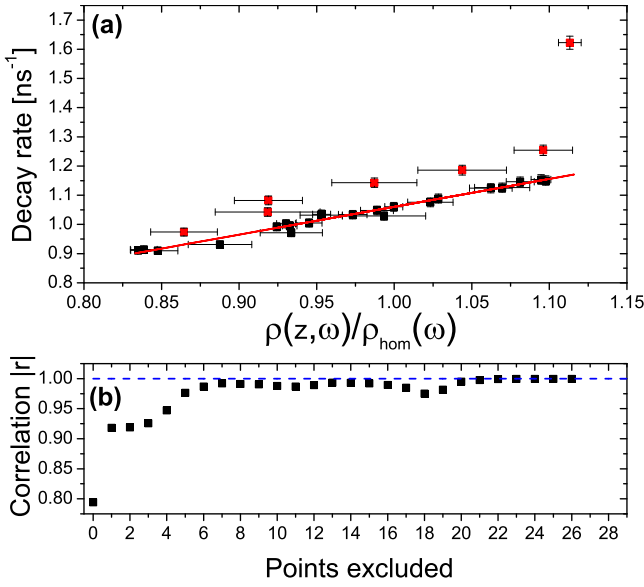 (a)
Decay rate [ns⁻¹]
1.7
1.6
1.5
1.4
1.3
1.2
1.1
1.0
0.9
0.8
0.80 0.85 0.90 0.95 1.00 1.05 1.10 1.15
ρ(z,ω)/ρhom(ω)
(b)
Correlation |r|
1.00
0.95
0.90
0.85
0.80
0 2 4 6 8 10 12 14 16 18 20 22 24 26 28
Points excluded